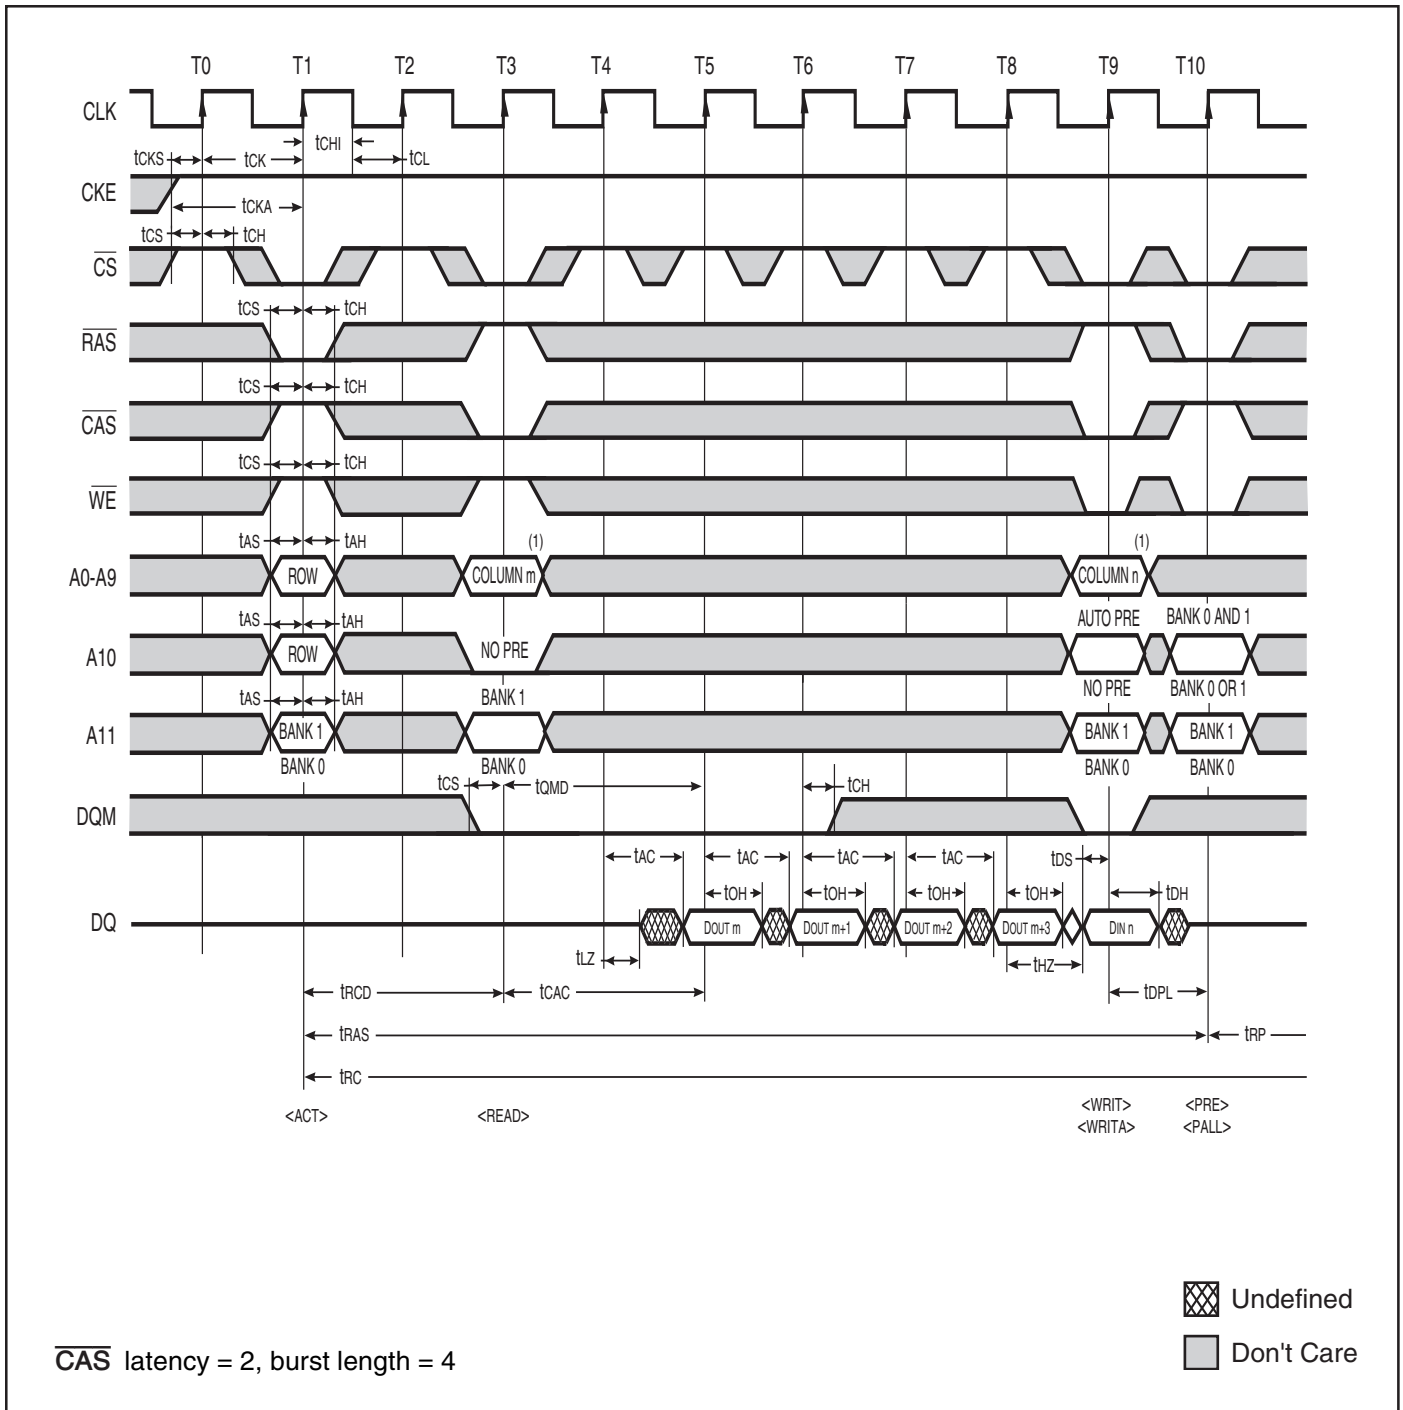 T0 T1 T2 T3 T4 T5 T6 T7 T8 T9 T10
CLK
tCHI
tCKS tCK tCL
CKE
tCKA
tCS tCH
CS
tCS tCH
RAS
tCS tCH
CAS
tCS tCH
WE
tAS tAH (1) (1)
A0-A9 ROW COLUMN m COLUMN n
tAS tAH AUTO PRE BANK 0 AND 1
A10 ROW NO PRE
tAS tAH BANK 1 NO PRE BANK 0 OR 1
A11 BANK 1 BANK 1 BANK 1
BANK 0 BANK 0 BANK 0 BANK 0
tCS tQMD tCH
DQM
tAC tAC tAC tAC tDS
tOH tOH tOH tOH tDH
DQ DOUT m DOUT m+1 DOUT m+2 DOUT m+3 DIN n
tLZ tHZ
tRCD tCAC tDPL
tRAS tRP
tRC
<ACT> <READ> <WRIT> <PRE>
<WRITA> <PALL>
Undefined
Don't Care
CAS latency = 2, burst length = 4